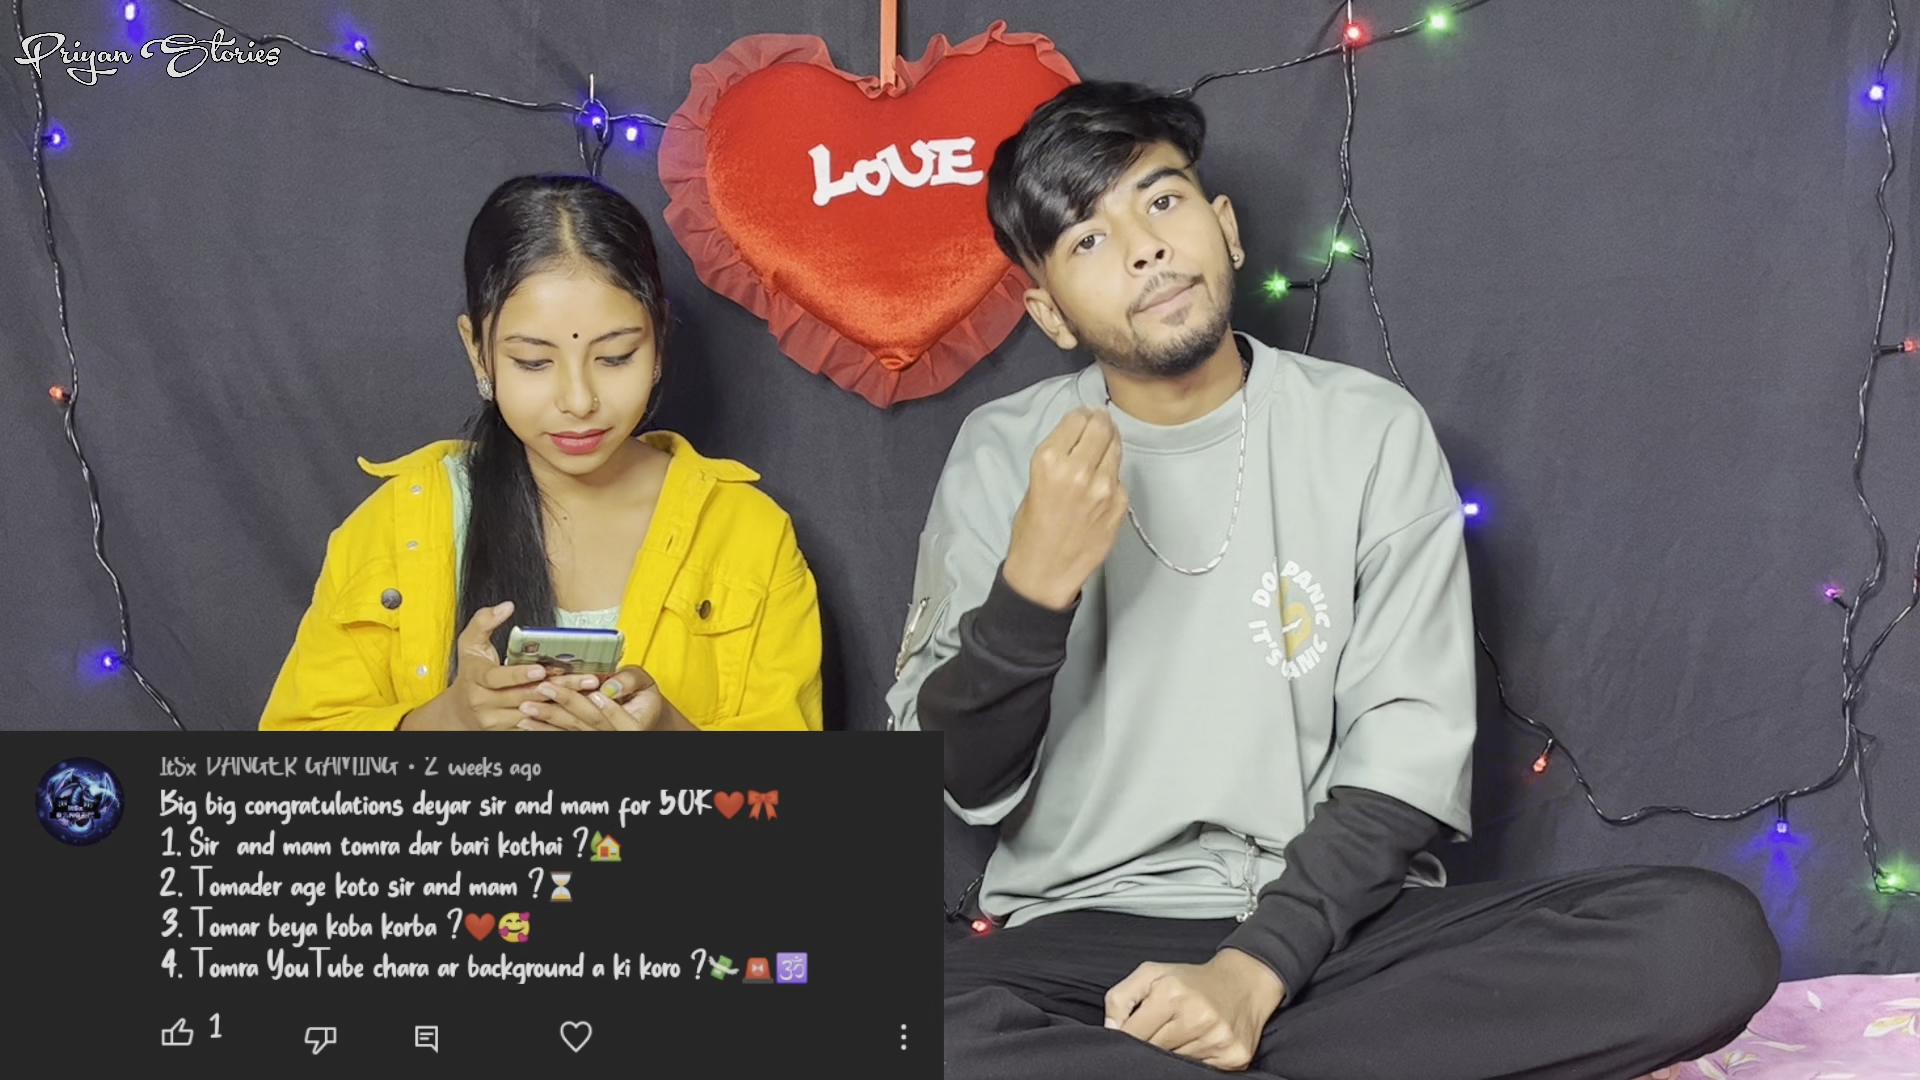 Priyan Stories
LOVE
DON'T PANIC
IT'S
ItSx DANGER GAMING • 2 weeks ago
Big big congratulations deyar sir and mam for 50K❤️🎀
1. Sir and mam tomra dar bari kothai ?🏡
2. Tomader age koto sir and mam ?⏳
3. Tomar beya koba korba ?❤️🥰
4. Tomra YouTube chara ar background a ki koro ?💸🚨🕉️
1